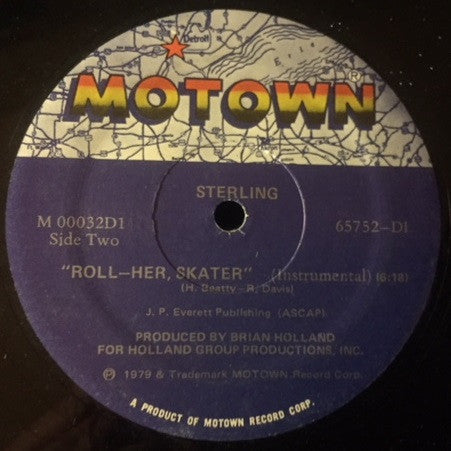 Detroit
Erie
MOTOWN®
STERLING
M 00032D1
Side Two
65752-D1
"ROLL-HER, SKATER" (Instrumental) (6:18)
(H. Beatty - R. Davis)
J. P. Everett Publishing (ASCAP)
PRODUCED BY BRIAN HOLLAND
FOR HOLLAND GROUP PRODUCTIONS, INC.
℗ 1979 & Trademark MOTOWN Record Corp.
A PRODUCT OF MOTOWN RECORD CORP.